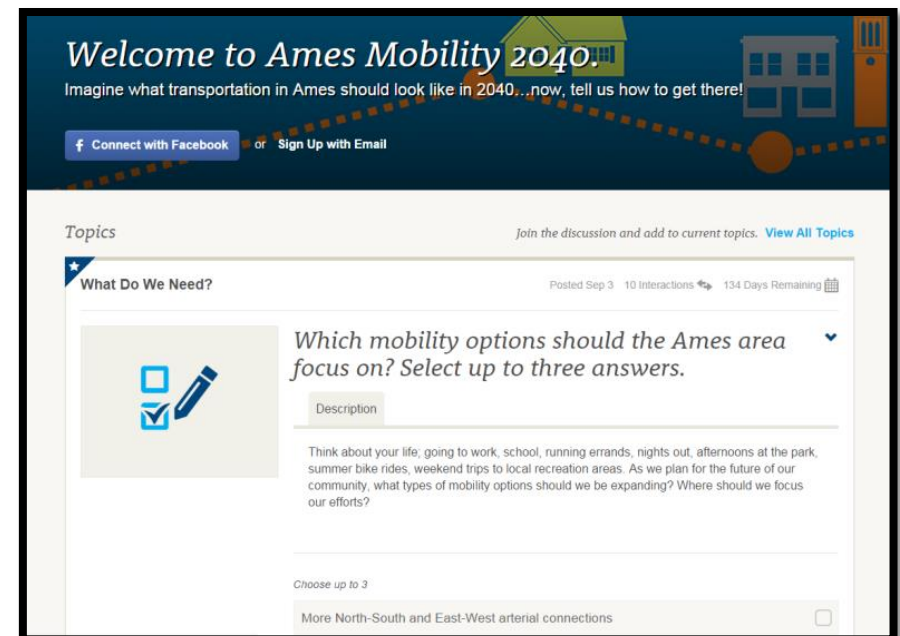 Welcome to Ames Mobility 2040.
Imagine what transportation in Ames should look like in 2040...now, tell us how to get there!
f Connect with Facebook or Sign Up with Email
Topics
Join the discussion and add to current topics. View All Topics
What Do We Need?
Posted Sep 3 10 Interactions 134 Days Remaining
Which mobility options should the Ames area
focus on? Select up to three answers.
Description
Think about your life; going to work, school, running errands, nights out, afternoons at the park,
summer bike rides, weekend trips to local recreation areas. As we plan for the future of our
community, what types of mobility options should we be expanding? Where should we focus
our efforts?
Choose up to 3
More North-South and East-West arterial connections